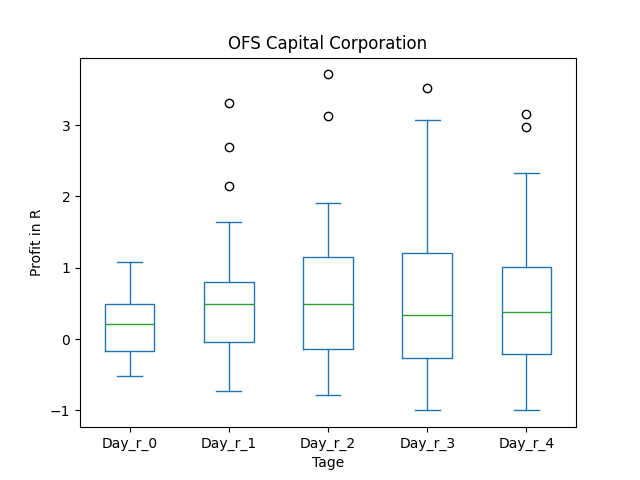 OFS Capital Corporation
Profit in R
3
2
1
0
−1
Day_r_0 Day_r_1 Day_r_2 Day_r_3 Day_r_4
Tage